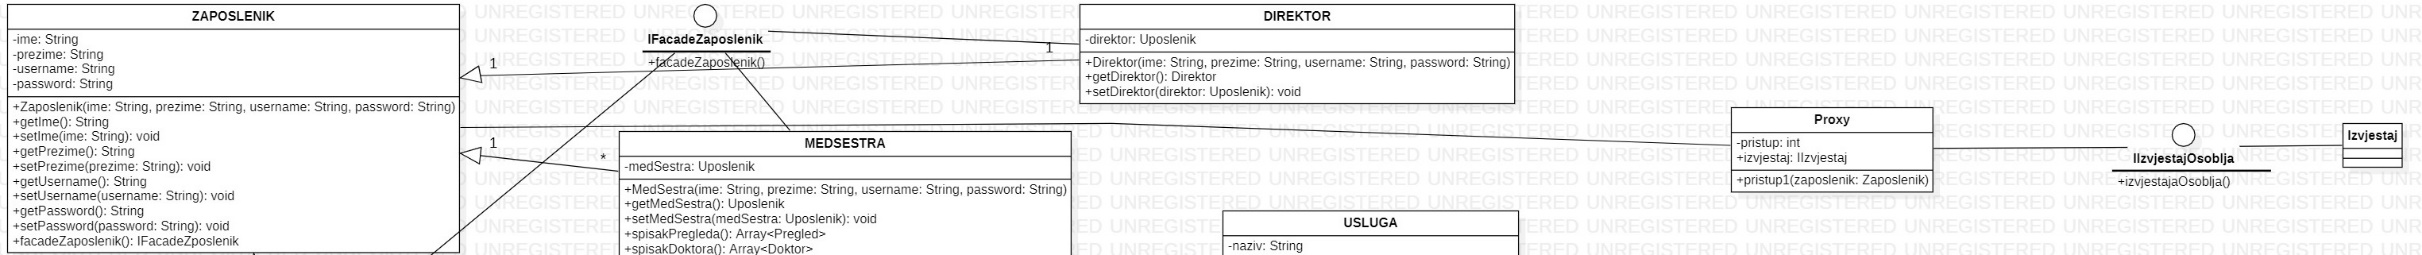 ZAPOSLENIK
-ime: String
-prezime: String
-username: String
-password: String
+Zaposlenik(ime: String, prezime: String, username: String, password: String)
+getIme(): String
+setIme(ime: String): void
+getPrezime(): String
+setPrezime(prezime: String): void
+getUsername(): String
+setUsername(username: String): void
+getPassword(): String
+setPassword(password: String): void
+facadeZaposlenik(): IFacadeZposlenik
1
1
*
IFacadeZaposlenik
+facadeZaposlenik()
1
DIREKTOR
-direktor: Uposlenik
+Direktor(ime: String, prezime: String, username: String, password: String)
+getDirektor(): Direktor
+setDirektor(direktor: Uposlenik): void
MEDSESTRA
-medSestra: Uposlenik
+MedSestra(ime: String, prezime: String, username: String, password: String)
+getMedSestra(): Uposlenik
+setMedSestra(medSestra: Uposlenik): void
+spisakPregleda(): Array<Pregled>
+spisakDoktora(): Array<Doktor>
USLUGA
-naziv: String
Proxy
-pristup: int
+izvjestaj: IIzvjestaj
+pristup1(zaposlenik: Zaposlenik)
IIzvjestajOsoblja
+izvjestajaOsoblja()
Izvjestaj
UNREGISTERED